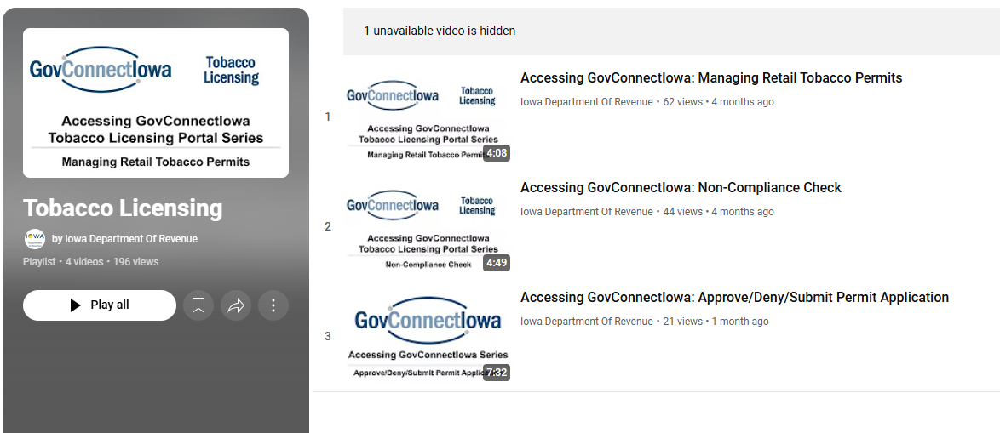 GovConnectIowa
Tobacco
Licensing
Accessing GovConnectIowa
Tobacco Licensing Portal Series
Managing Retail Tobacco Permits
Tobacco Licensing
IOWA
by Iowa Department Of Revenue
Playlist • 4 videos • 196 views
Play all
1 unavailable video is hidden
1
GovConnectIowa
Tobacco
Licensing
Accessing GovConnectIowa
Tobacco Licensing Portal Series
Managing Retail Tobacco Permits
4:08
Accessing GovConnectIowa: Managing Retail Tobacco Permits
Iowa Department Of Revenue • 62 views • 4 months ago
2
GovConnectIowa
Tobacco
Licensing
Accessing GovConnectIowa
Tobacco Licensing Portal Series
Non-Compliance Check
4:49
Accessing GovConnectIowa: Non-Compliance Check
Iowa Department Of Revenue • 44 views • 4 months ago
3
GovConnectIowa
Accessing GovConnectIowa Series
Approve/Deny/Submit Permit
7:32
Accessing GovConnectIowa: Approve/Deny/Submit Permit Application
Iowa Department Of Revenue • 21 views • 1 month ago